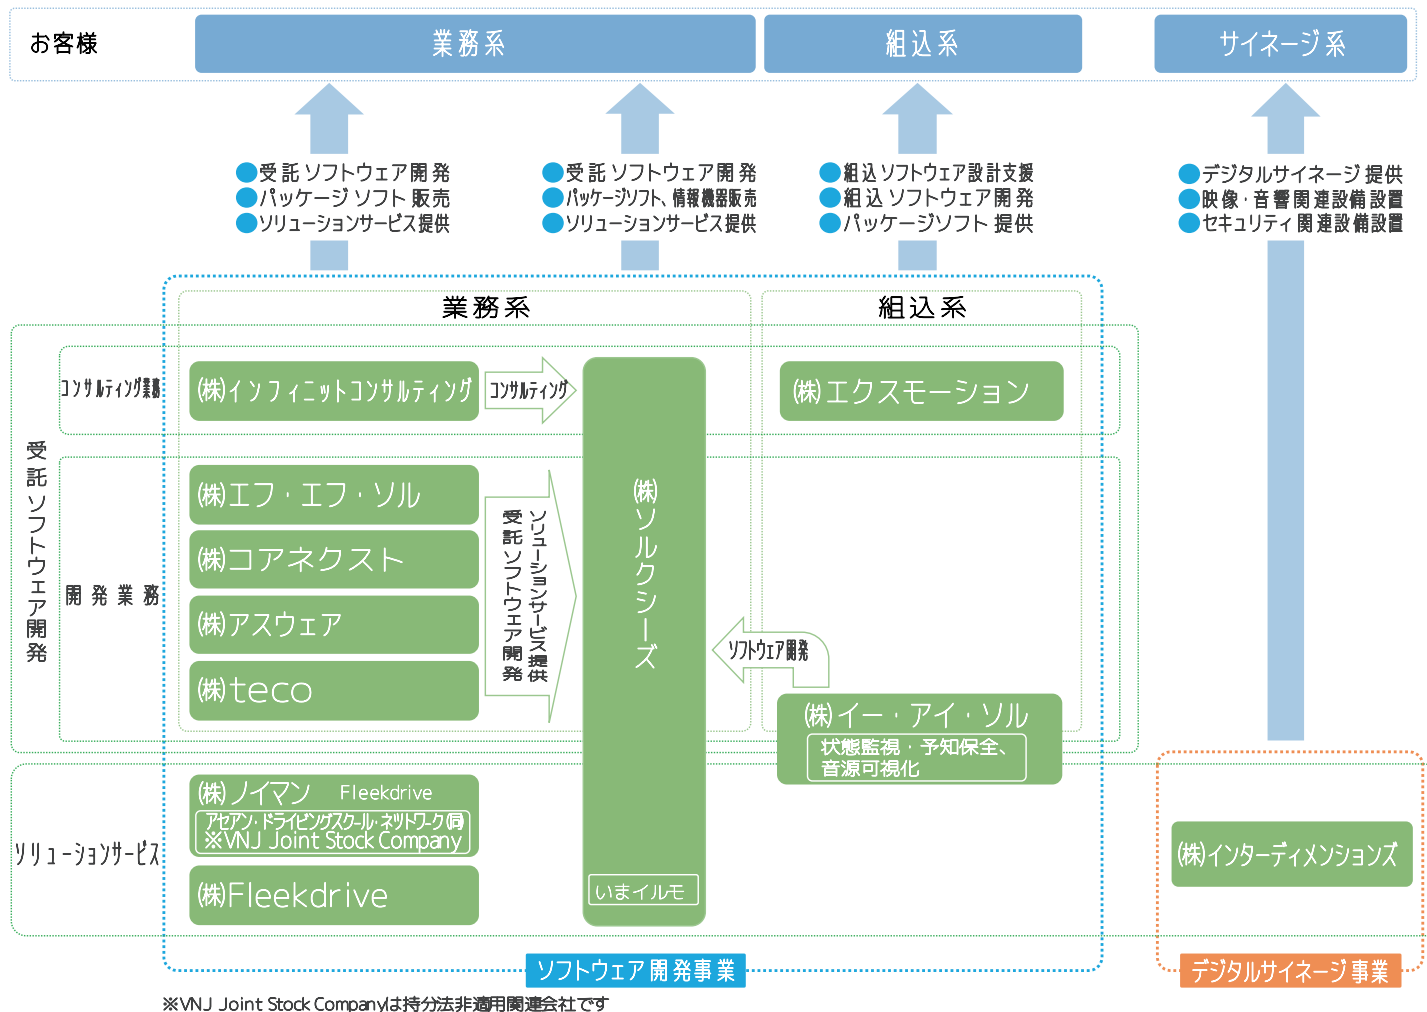 お客様
業務系
組込系
サイネージ系
●受託ソフトウェア開発
●パッケージソフト販売
●ソリューションサービス提供
●受託ソフトウェア開発
●パッケージソフト、情報機器販売
●ソリューションサービス提供
●組込ソフトウェア設計支援
●組込ソフトウェア開発
●パッケージソフト提供
●デジタルサイネージ提供
●映像・音響関連設備設置
●セキュリティ関連設備設置
業務系
組込系
受託ソフトウェア開発
コンサルティング業務
㈱インフィニットコンサルティング
コンサルティング
㈱エクスモーション
開発業務
㈱エフ・エフ・ソル
㈱コアネクスト
㈱アスウェア
㈱teco
ソリューションサービス提供
受託ソフトウェア開発
㈱ソルクシーズ
いまイルモ
ソフトウェア開発
㈱イー・アイ・ソル
状態監視・予知保全、
音源可視化
ソリューションサービス
㈱ノイマン Fleekdrive
アセアン・ドライビングスクール・ネットワーク(同)
※VNJ Joint Stock Company
㈱Fleekdrive
㈱インターディメンションズ
ソフトウェア開発事業
デジタルサイネージ事業
※VNJ Joint Stock Companyは持分法非適用関連会社です